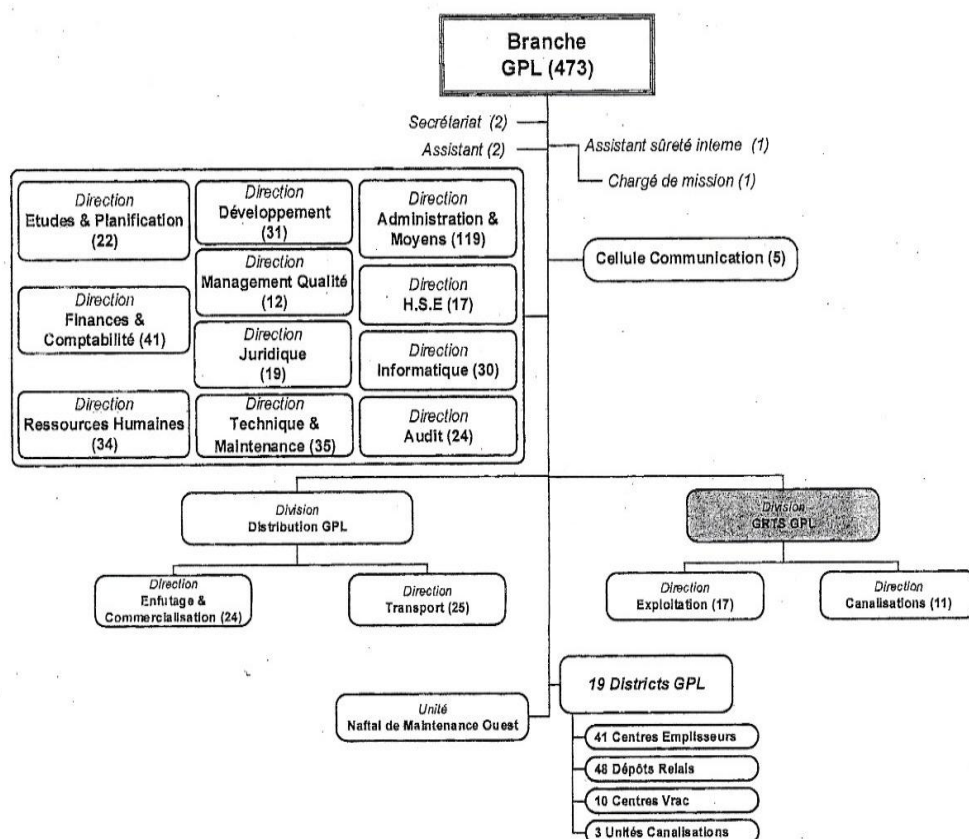 Branche
GPL (473)
Secrétariat (2)
Assistant (2)
Assistant sûreté interne (1)
Chargé de mission (1)
Direction
Etudes & Planification
(22)
Direction
Finances &
Comptabilité (41)
Direction
Ressources Humaines
(34)
Direction
Développement
(31)
Direction
Management Qualité
(12)
Direction
Juridique
(19)
Direction
Technique &
Maintenance (35)
Direction
Administration &
Moyens (119)
Direction
H.S.E (17)
Direction
Informatique (30)
Direction
Audit (24)
Cellule Communication (5)
Division
Distribution GPL
Division
GRTS GPL
Direction
Enfutage &
Commercialisation (24)
Direction
Transport (25)
Direction
Exploitation (17)
Direction
Canalisations (11)
19 Districts GPL
Unité
Naftal de Maintenance Ouest
41 Centres Emplisseurs
48 Dépôts Relais
10 Centres Vrac
3 Unités Canalisations